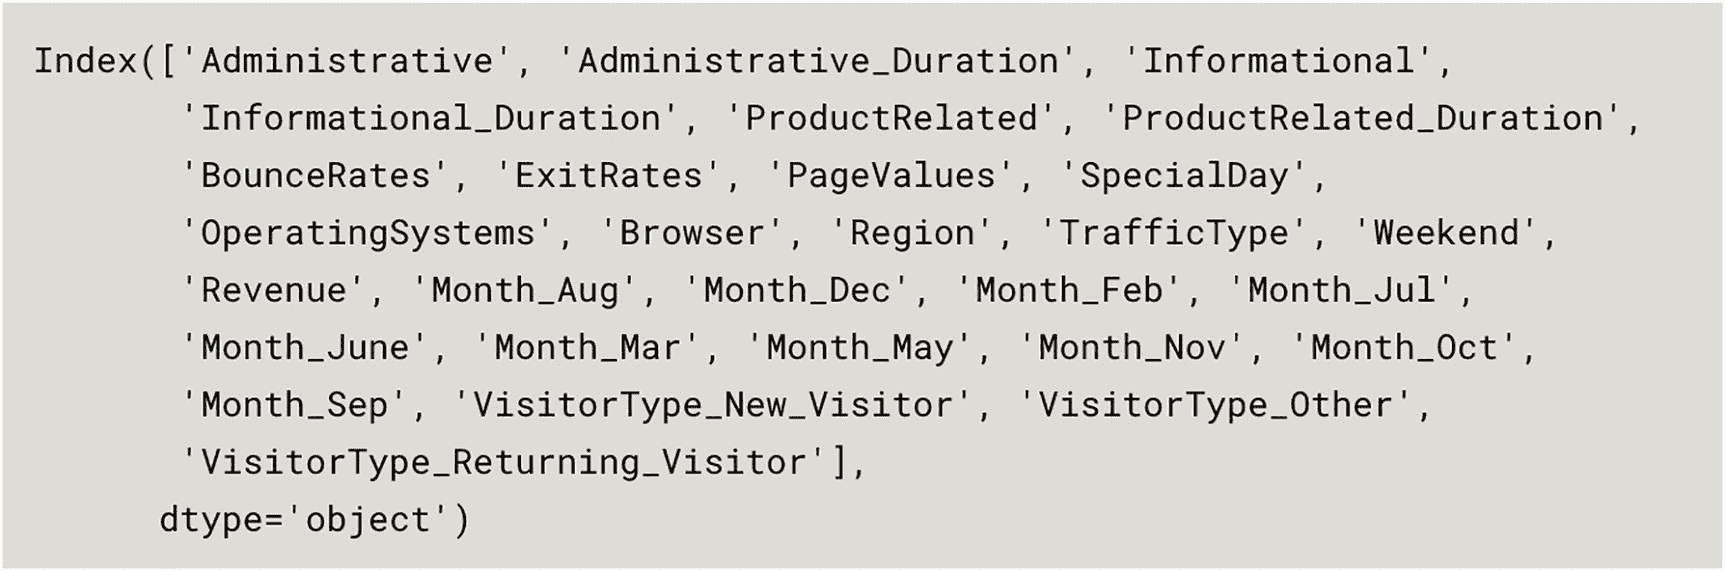 Index(['Administrative', 'Administrative_Duration', 'Informational',
'Informational_Duration', 'ProductRelated', 'ProductRelated_Duration',
'BounceRates', 'ExitRates', 'PageValues', 'SpecialDay',
'OperatingSystems', 'Browser', 'Region', 'TrafficType', 'Weekend',
'Revenue', 'Month_Aug', 'Month_Dec', 'Month_Feb', 'Month_Jul',
'Month_June', 'Month_Mar', 'Month_May', 'Month_Nov', 'Month_Oct',
'Month_Sep', 'VisitorType_New_Visitor', 'VisitorType_Other',
'VisitorType_Returning_Visitor'],
dtype='object')